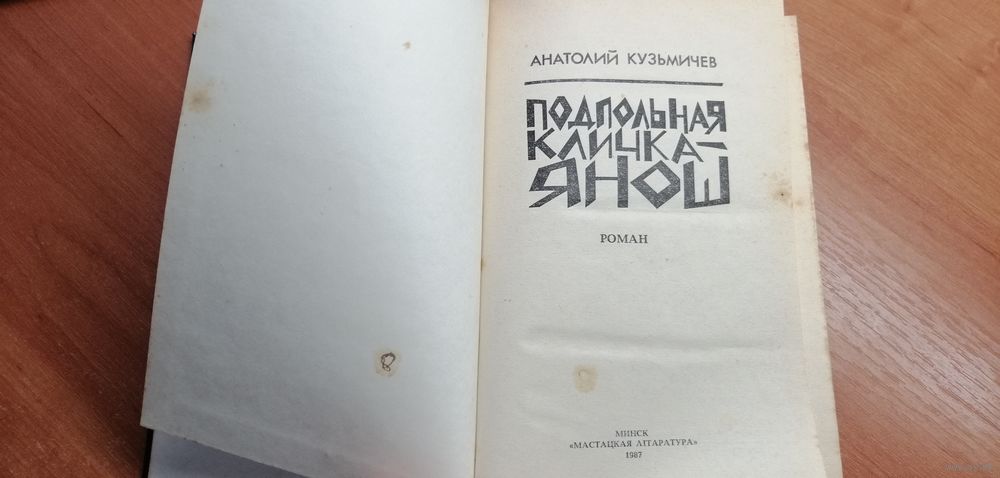 АНАТОЛИЙ КУЗЬМИЧЕВ
ПОДПОЛЬНАЯ
КЛИЧКА —
ЯНОШ
РОМАН
МИНСК
«МАСТАЦКАЯ ЛІТАРАТУРА»
1987